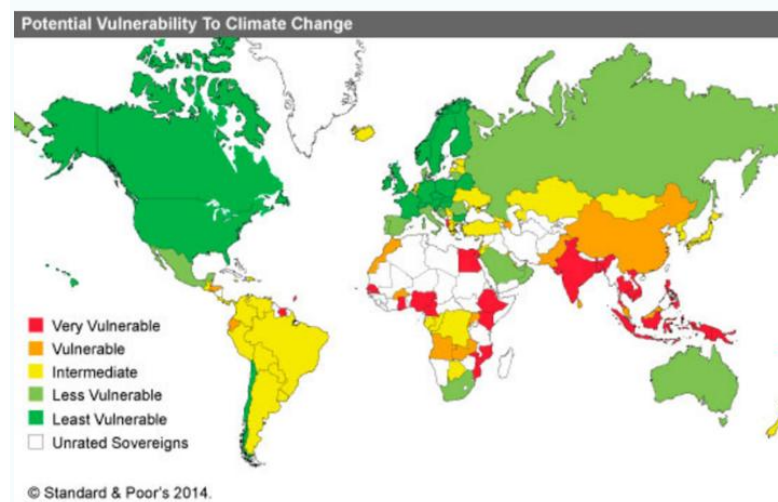 Potential Vulnerability To Climate Change
Very Vulnerable
Vulnerable
Intermediate
Less Vulnerable
Least Vulnerable
Unrated Sovereigns
© Standard & Poor's 2014.